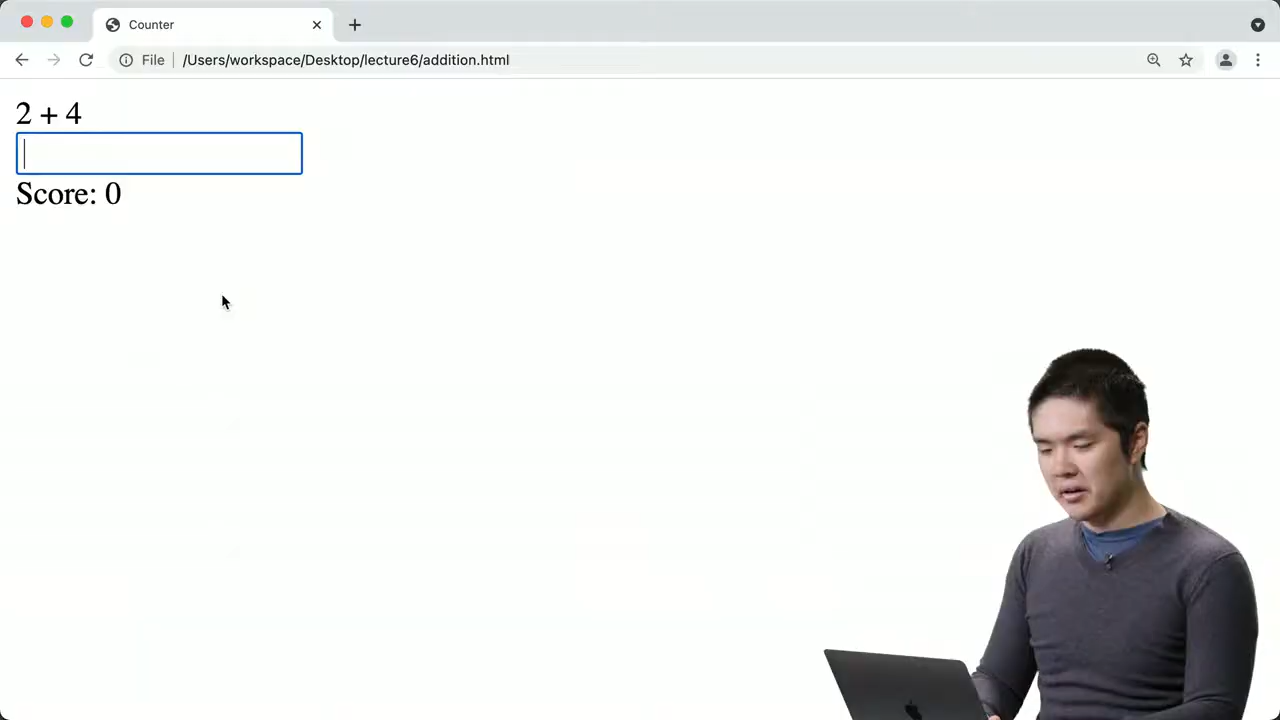 Counter
File
/Users/workspace/Desktop/lecture6/addition.html
2 + 4
Score: 0